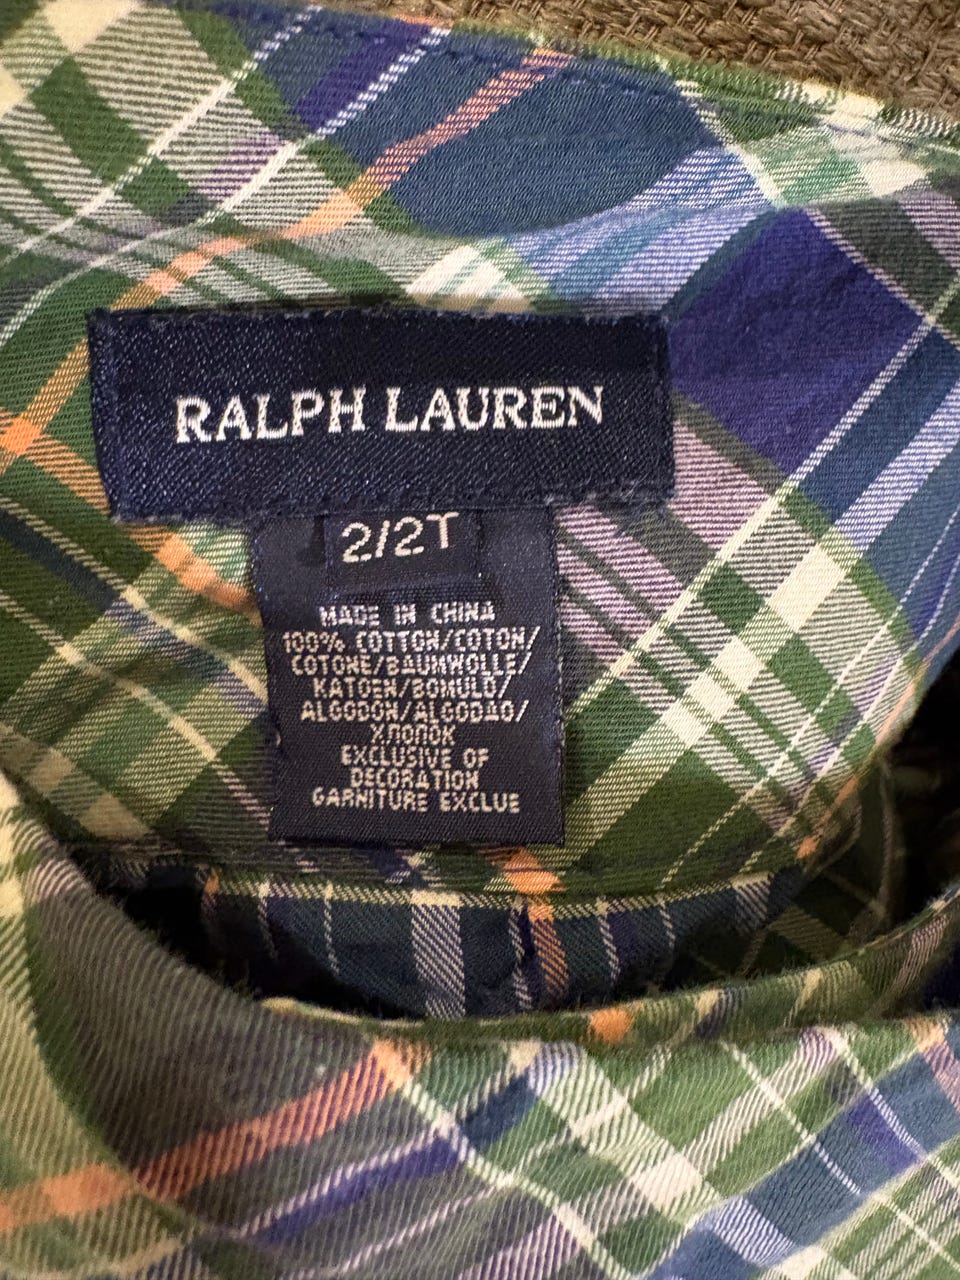 RALPH LAUREN
2/2T
MADE IN CHINA
100% COTTON/COTON/
COTONE/BAUMWOLLE/
KATOEN/BOMULD/
ALGODON/ALGODAO/
ХЛОПОК
EXCLUSIVE OF
DECORATION
GARNITURE EXCLUE